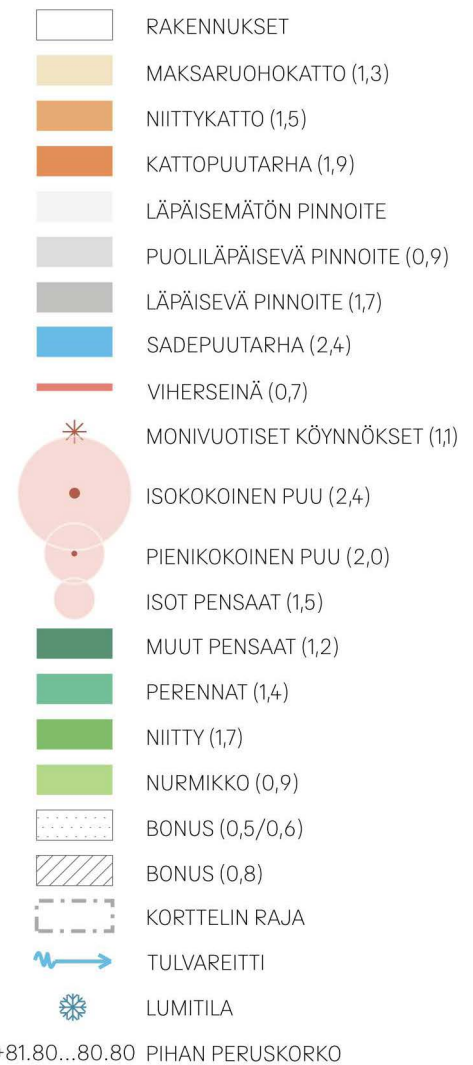 RAKENNUKSET
MAKSARUOHOKATTO (1,3)
NIITTYKATTO (1,5)
KATTOPUUTARHA (1,9)
LÄPÄISEMÄTÖN PINNOITE
PUOLILÄPÄISEVÄ PINNOITE (0,9)
LÄPÄISEVÄ PINNOITE (1,7)
SADEPUUTARHA (2,4)
VIHERSEINÄ (0,7)
MONIVUOTISET KÖYNNÖKSET (1,1)
ISOKOKOINEN PUU (2,4)
PIENIKOKOINEN PUU (2,0)
ISOT PENSAAT (1,5)
MUUT PENSAAT (1,2)
PERENNAT (1,4)
NIITTY (1,7)
NURMIKKO (0,9)
BONUS (0,5/0,6)
BONUS (0,8)
KORTTELIN RAJA
TULVAREITTI
LUMITILA
+81.80...80.80 PIHAN PERUSKORKO